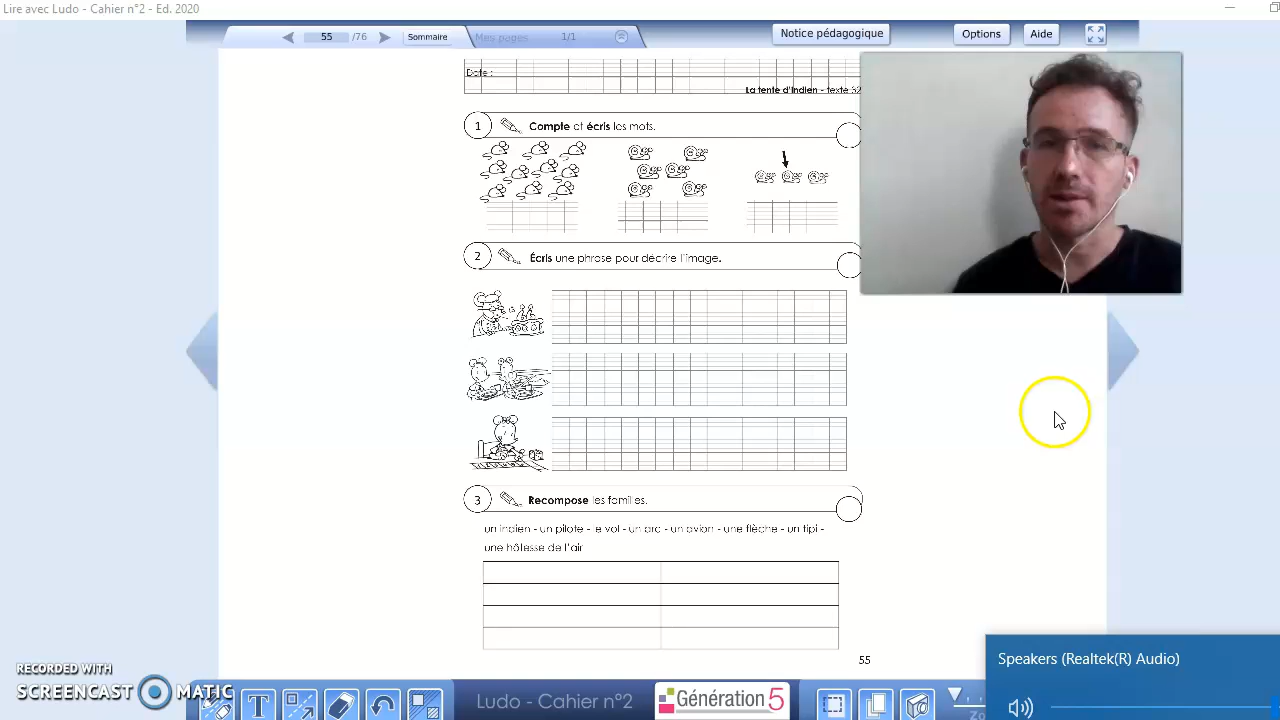 Lire avec Ludo - Cahier n°2 - Ed. 2020
55 /76 Sommaire Mes pages 1/1 Notice pédagogique Options Aide
Date :
La tente d'indien - texte 52
1 Compte et écris les mots.
2 Écris une phrase pour décrire l'image.
3 Recompose les familles.
un indien - un pilote - le vol - un arc - un avion - une flèche - un tipi -
une hôtesse de l'air
55
Speakers (Realtek(R) Audio)
RECORDED WITH
SCREENCAST MATIC
T Ludo - Cahier n°2 Génération 5